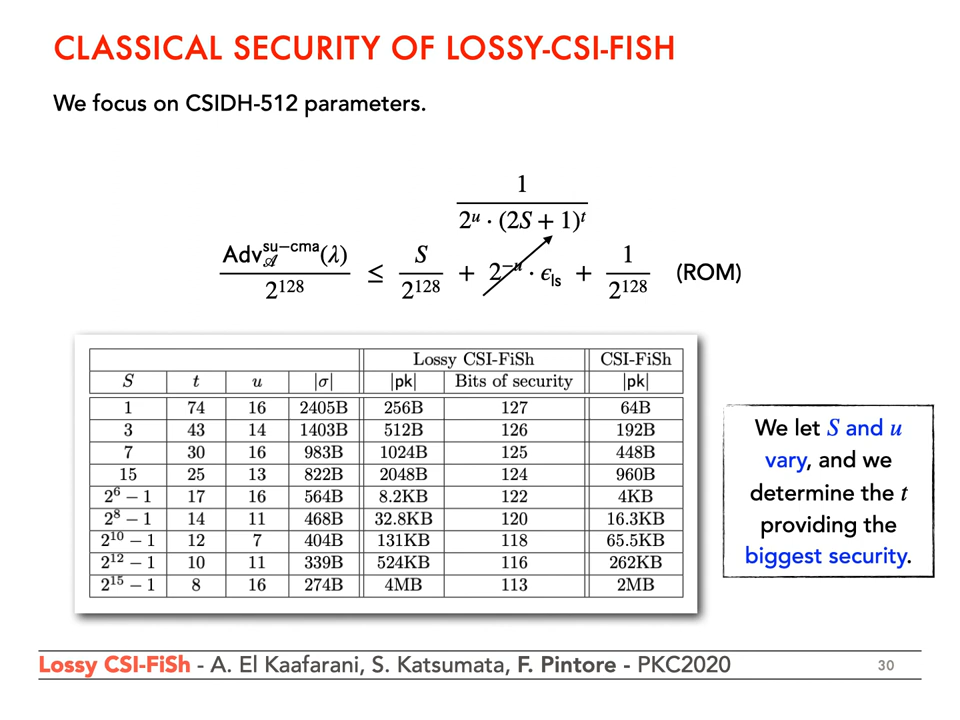 CLASSICAL SECURITY OF LOSSY-CSI-FISH
We focus on CSIDH-512 parameters.
1
2^u · (2S + 1)^t
Adv_𝒜^{su−cma}(λ) / 2^128 ≤ S / 2^128 + 2^−u · ϵ_ls + 1 / 2^128 (ROM)
Lossy CSI-FiSh CSI-FiSh
S t u |σ| |pk| Bits of security |pk|
1 74 16 2405B 256B 127 64B
3 43 14 1403B 512B 126 192B
7 30 16 983B 1024B 125 448B
15 25 13 822B 2048B 124 960B
2^6 − 1 17 16 564B 8.2KB 122 4KB
2^8 − 1 14 11 468B 32.8KB 120 16.3KB
2^10 − 1 12 7 404B 131KB 118 65.5KB
2^12 − 1 10 11 339B 524KB 116 262KB
2^15 − 1 8 16 274B 4MB 113 2MB
We let S and u
vary, and we
determine the t
providing the
biggest security.
Lossy CSI-FiSh - A. El Kaafarani, S. Katsumata, F. Pintore - PKC2020 30